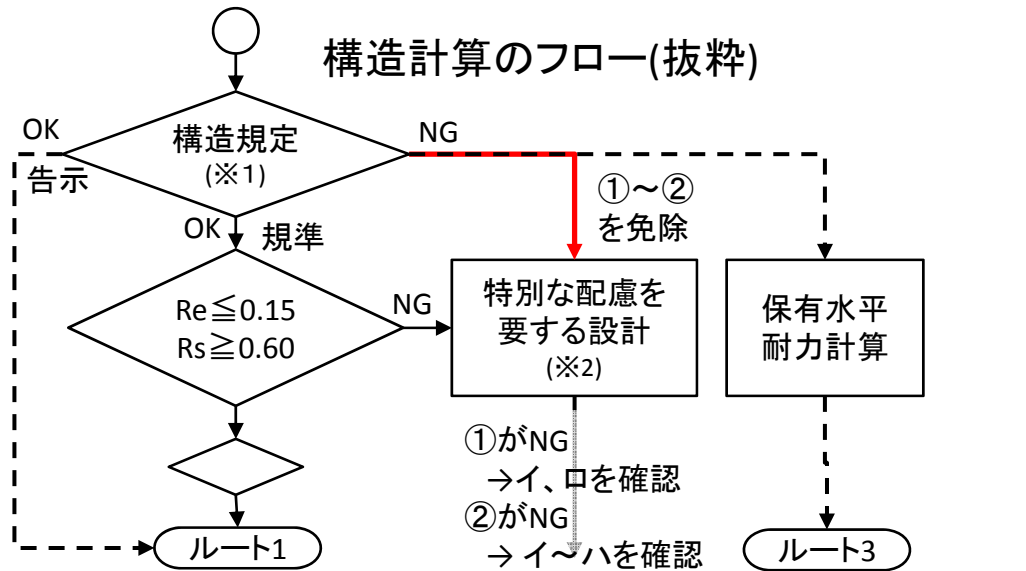 構造計算のフロー(抜粋)
OK
構造規定
(※1)
NG
告示
①～②
を免除
OK
規準
Re≦0.15
Rs≧0.60
NG
特別な配慮を
要する設計
(※2)
保有水平
耐力計算
①がNG
→イ、ロを確認
②がNG
→イ～ハを確認
ルート1
ルート3